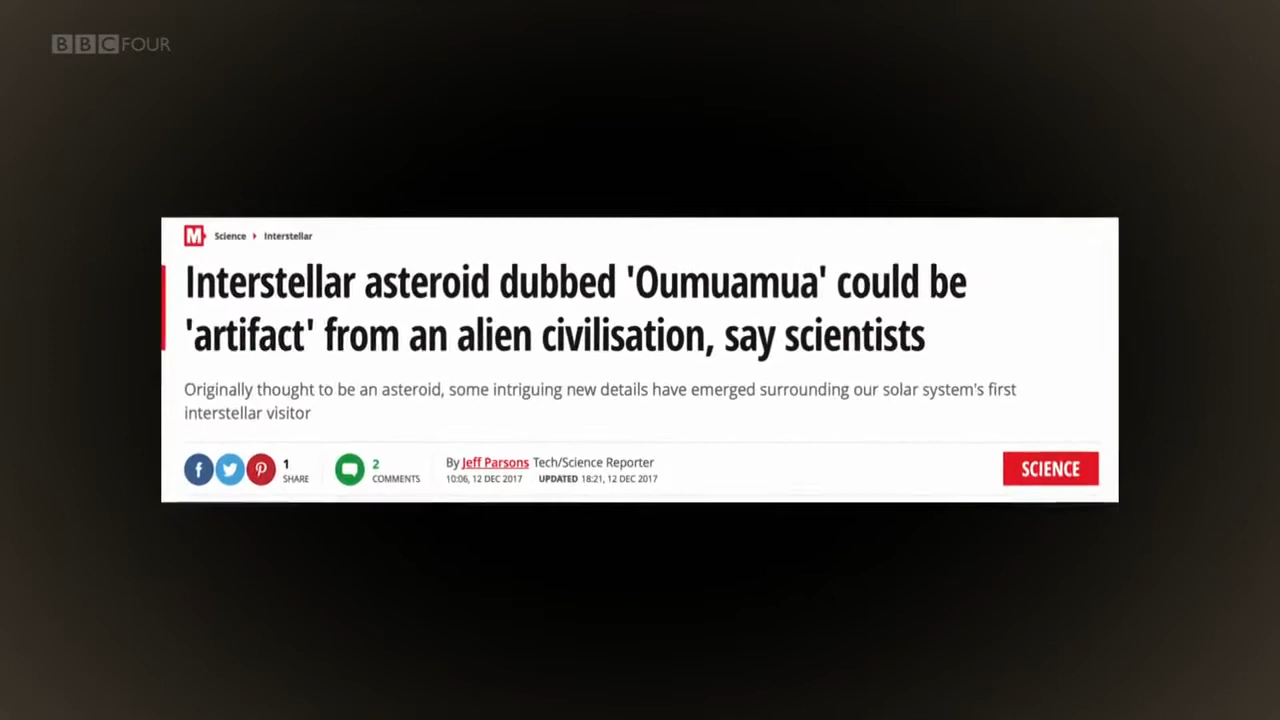 BBC FOUR
M Science Interstellar
Interstellar asteroid dubbed 'Oumuamua' could be
'artifact' from an alien civilisation, say scientists
Originally thought to be an asteroid, some intriguing new details have emerged surrounding our solar system's first
interstellar visitor
1
SHARE
2
COMMENTS
By Jeff Parsons Tech/Science Reporter
10:06, 12 DEC 2017 UPDATED 18:21, 12 DEC 2017
SCIENCE